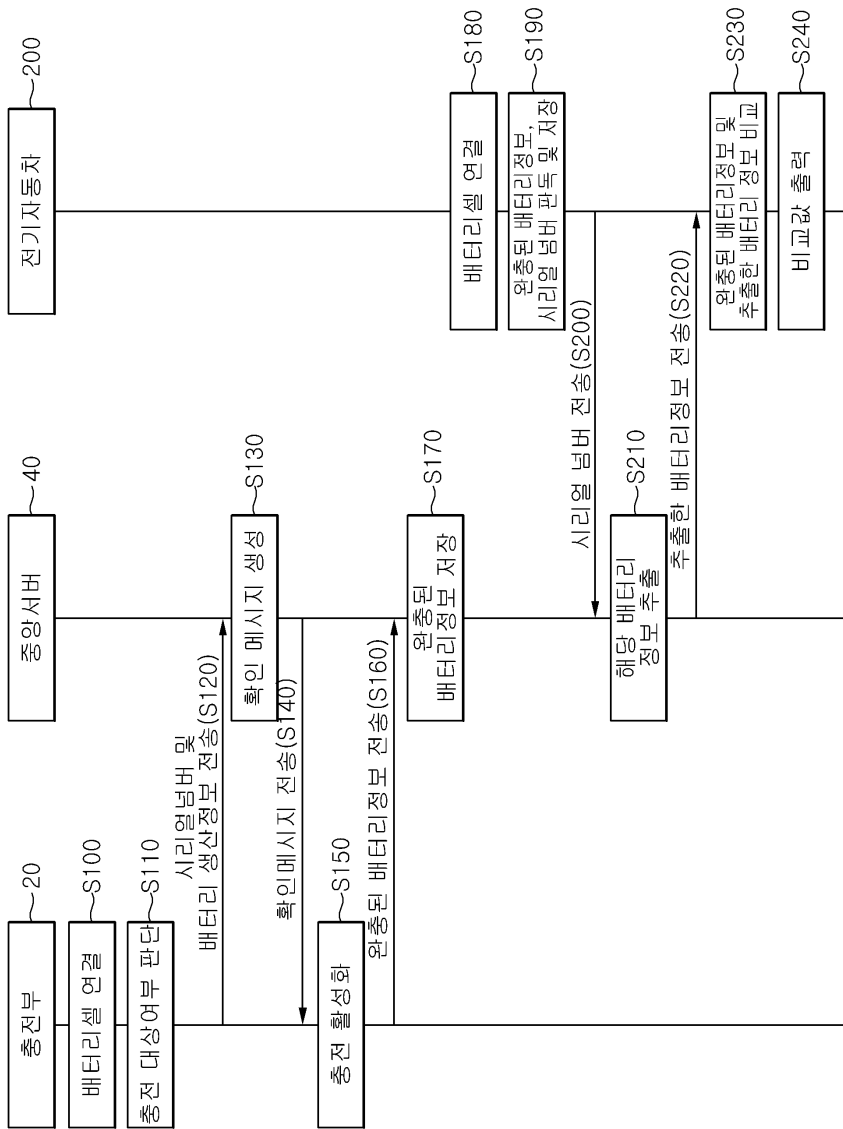 충전부
20
중앙서버
40
전기자동차
200
배터리셀 연결
S100
충전 대상여부 판단
S110
시리얼넘버 및
배터리 생산정보 전송(S120)
확인 메시지 생성
S130
확인메시지 전송(S140)
충전 활성화
S150
완충된 배터리정보 전송(S160)
완충된
배터리정보 저장
S170
배터리셀 연결
S180
완충된 배터리정보,
시리얼 넘버 판독 및 저장
S190
시리얼 넘버 전송(S200)
해당 배터리
정보 추출
S210
추출한 배터리정보 전송(S220)
완충된 배터리정보 및
추출한 배터리 정보 비교
S230
비교값 출력
S240